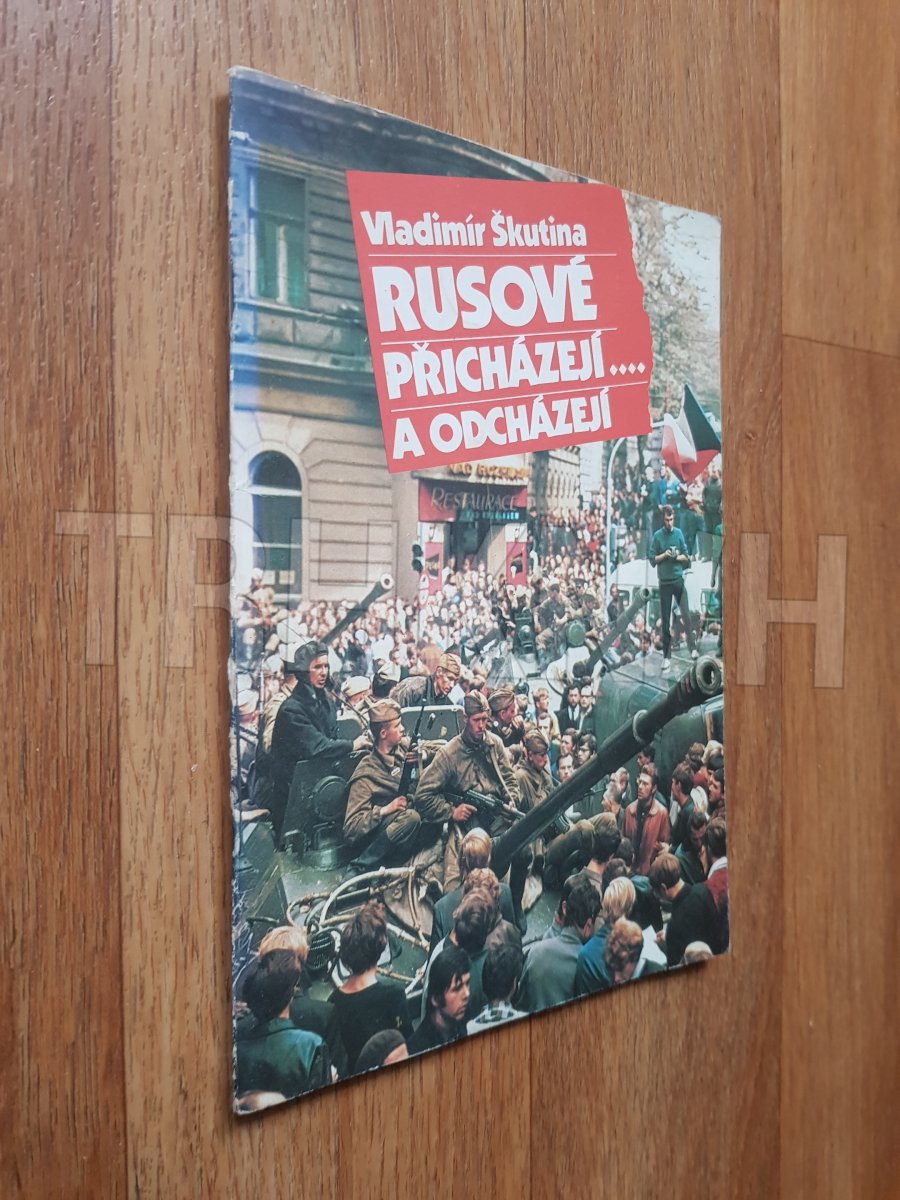 Vladimír Škutina
RUSOVÉ
PŘICHÁZEJÍ....
A ODCHÁZEJÍ
RESTAURACE